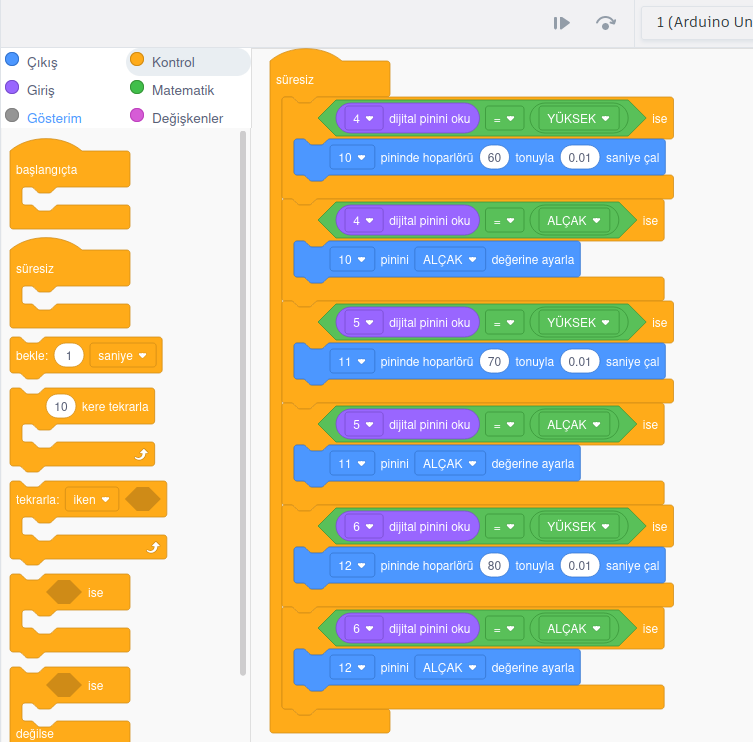 1 (Arduino Un
Çıkış
Kontrol
Giriş
Matematik
Gösterim
Değişkenler
başlangıçta
süresiz
bekle: 1 saniye
10 kere tekrarla
tekrarla: iken
ise
ise
değilse
süresiz
4 dijital pinini oku = YÜKSEK ise
10 pininde hoparlörü 60 tonuyla 0.01 saniye çal
4 dijital pinini oku = ALÇAK ise
10 pinini ALÇAK değerine ayarla
5 dijital pinini oku = YÜKSEK ise
11 pininde hoparlörü 70 tonuyla 0.01 saniye çal
5 dijital pinini oku = ALÇAK ise
11 pinini ALÇAK değerine ayarla
6 dijital pinini oku = YÜKSEK ise
12 pininde hoparlörü 80 tonuyla 0.01 saniye çal
6 dijital pinini oku = ALÇAK ise
12 pinini ALÇAK değerine ayarla